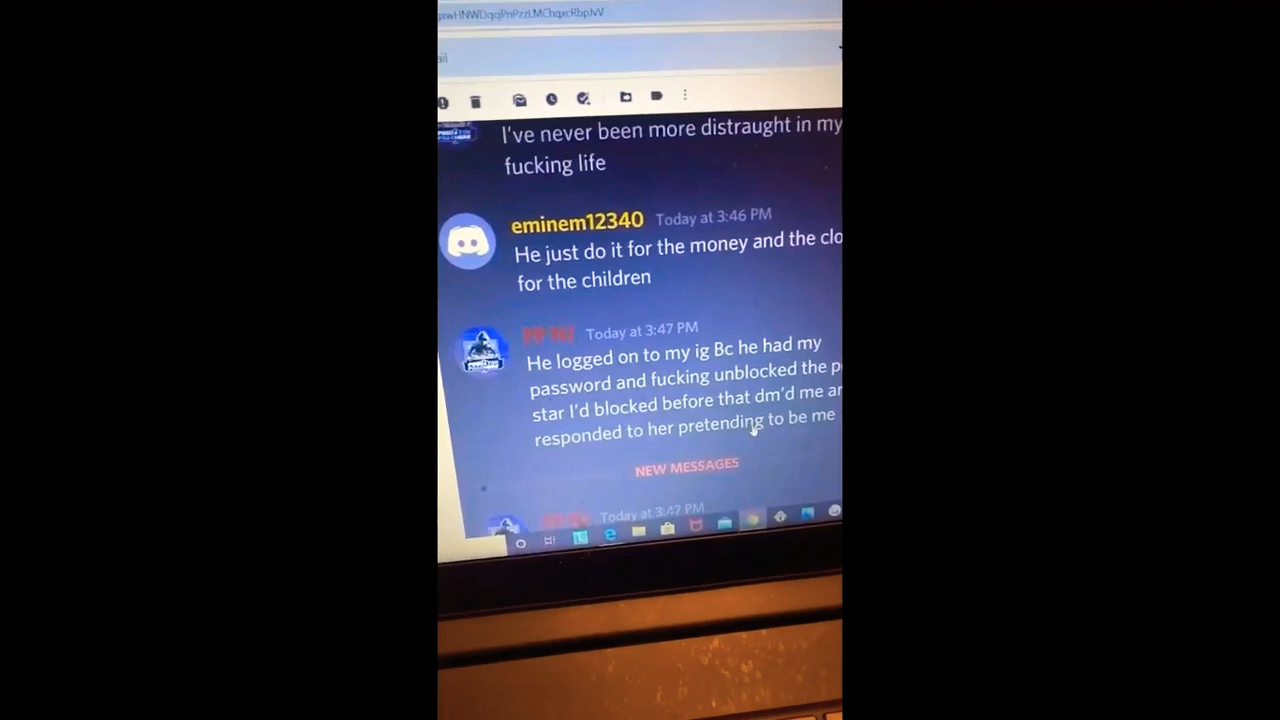 I've never been more distraught in my
fucking life
eminem12340 Today at 3:46 PM
He just do it for the money and the
for the children
Today at 3:47 PM
He logged on to my ig Bc he had my
password and fucking unblocked the
star I'd blocked before that dm'd me
responded to her pretending to be me
NEW MESSAGES
Today at 3:47 PM